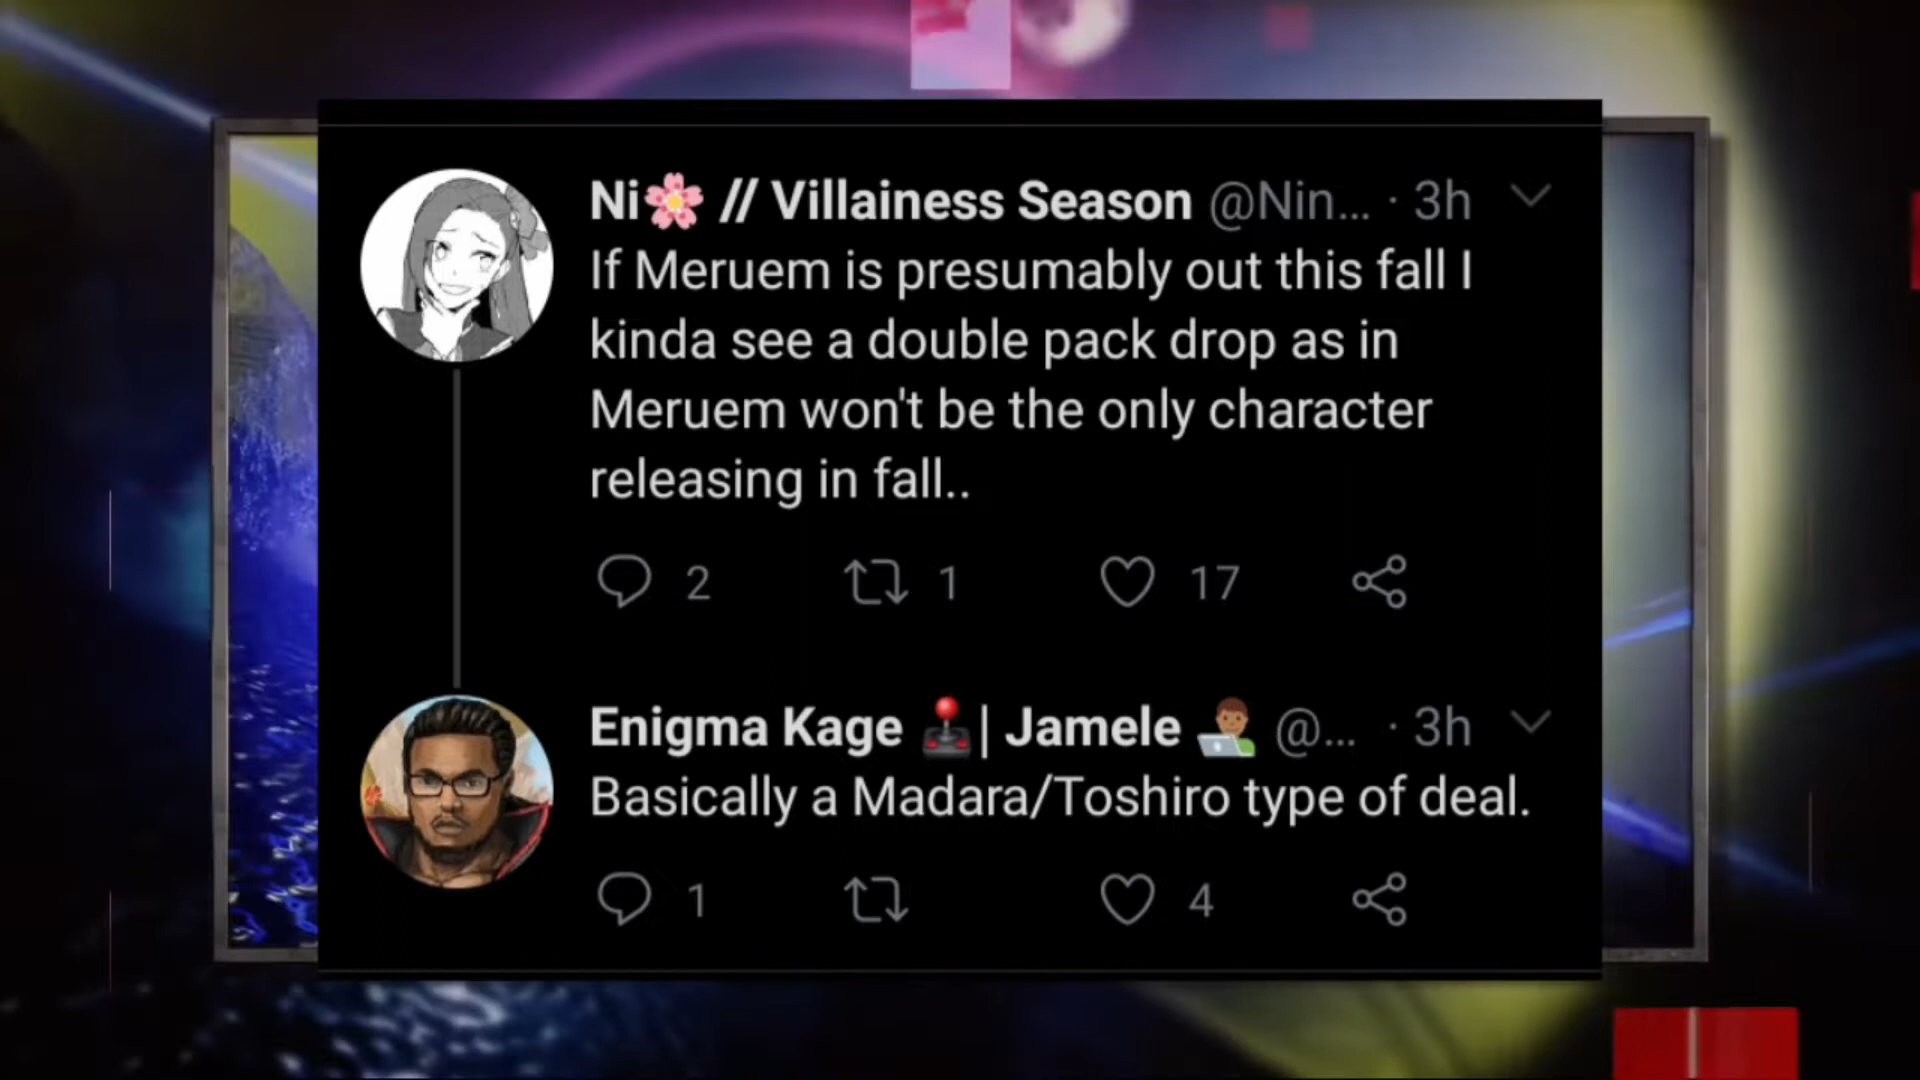 Ni🌸 // Villainess Season @Nin... · 3h
If Meruem is presumably out this fall I
kinda see a double pack drop as in
Meruem won't be the only character
releasing in fall..
2 1 17
Enigma Kage 🕹️| Jamele 👨🏽‍💻 @... · 3h
Basically a Madara/Toshiro type of deal.
1 4